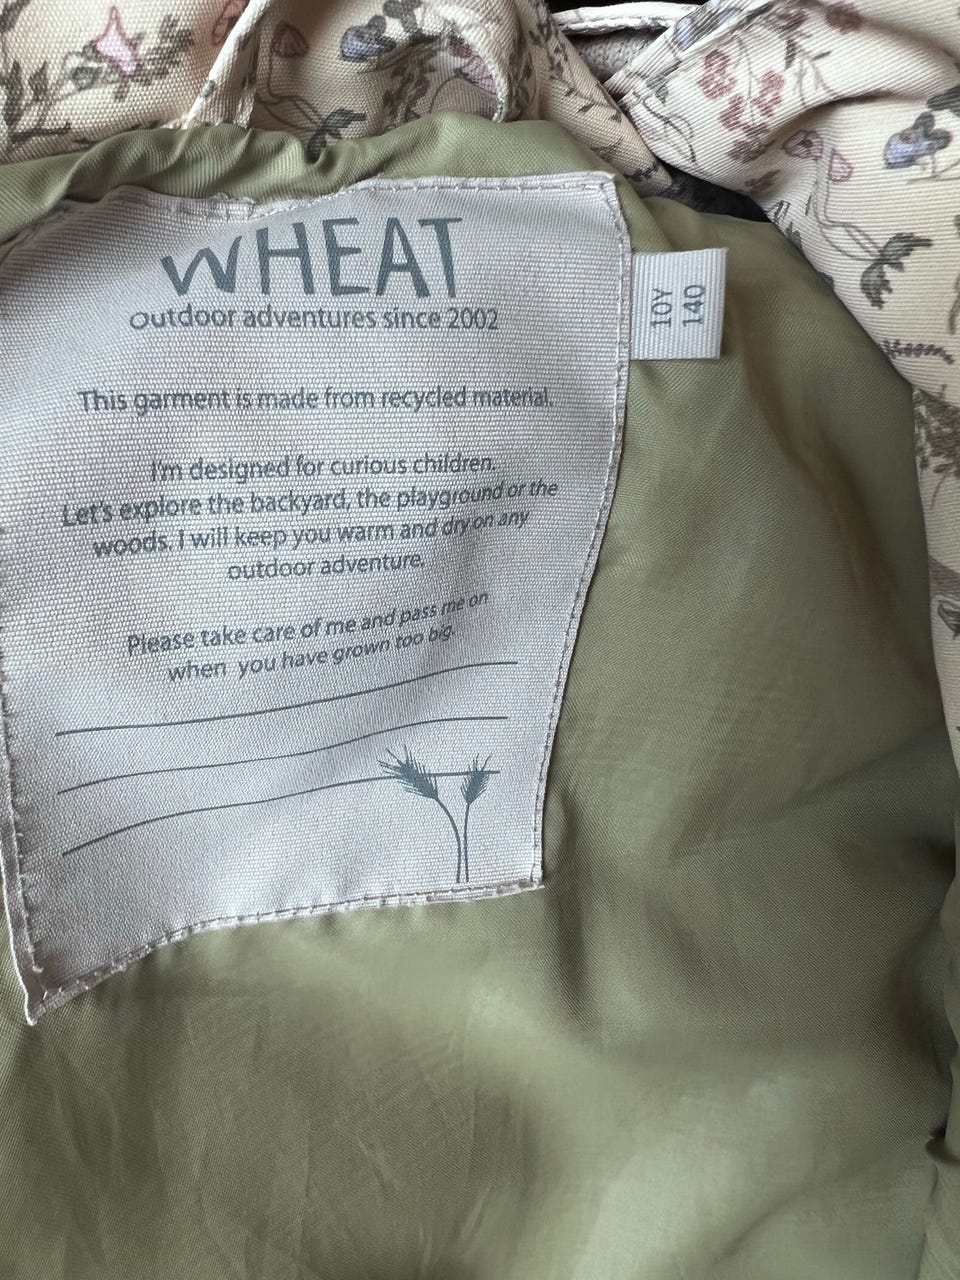 WHEAT
outdoor adventures since 2002
10Y
140
This garment is made from recycled material.
I'm designed for curious children.
Let's explore the backyard, the playground or the
woods. I will keep you warm and dry on any
outdoor adventure.
Please take care of me and pass me on
when you have grown too big.